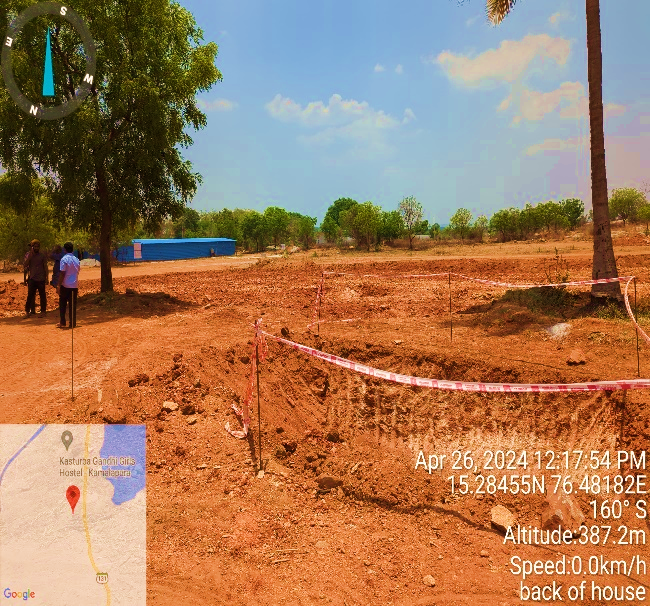 S
E
W
N
Kasturba Gandhi Girls
Hostel - Kamalapura
131
Google
Apr 26, 2024 12:17:54 PM
15.28455N 76.48182E
160° S
Altitude:387.2m
Speed:0.0km/h
back of house